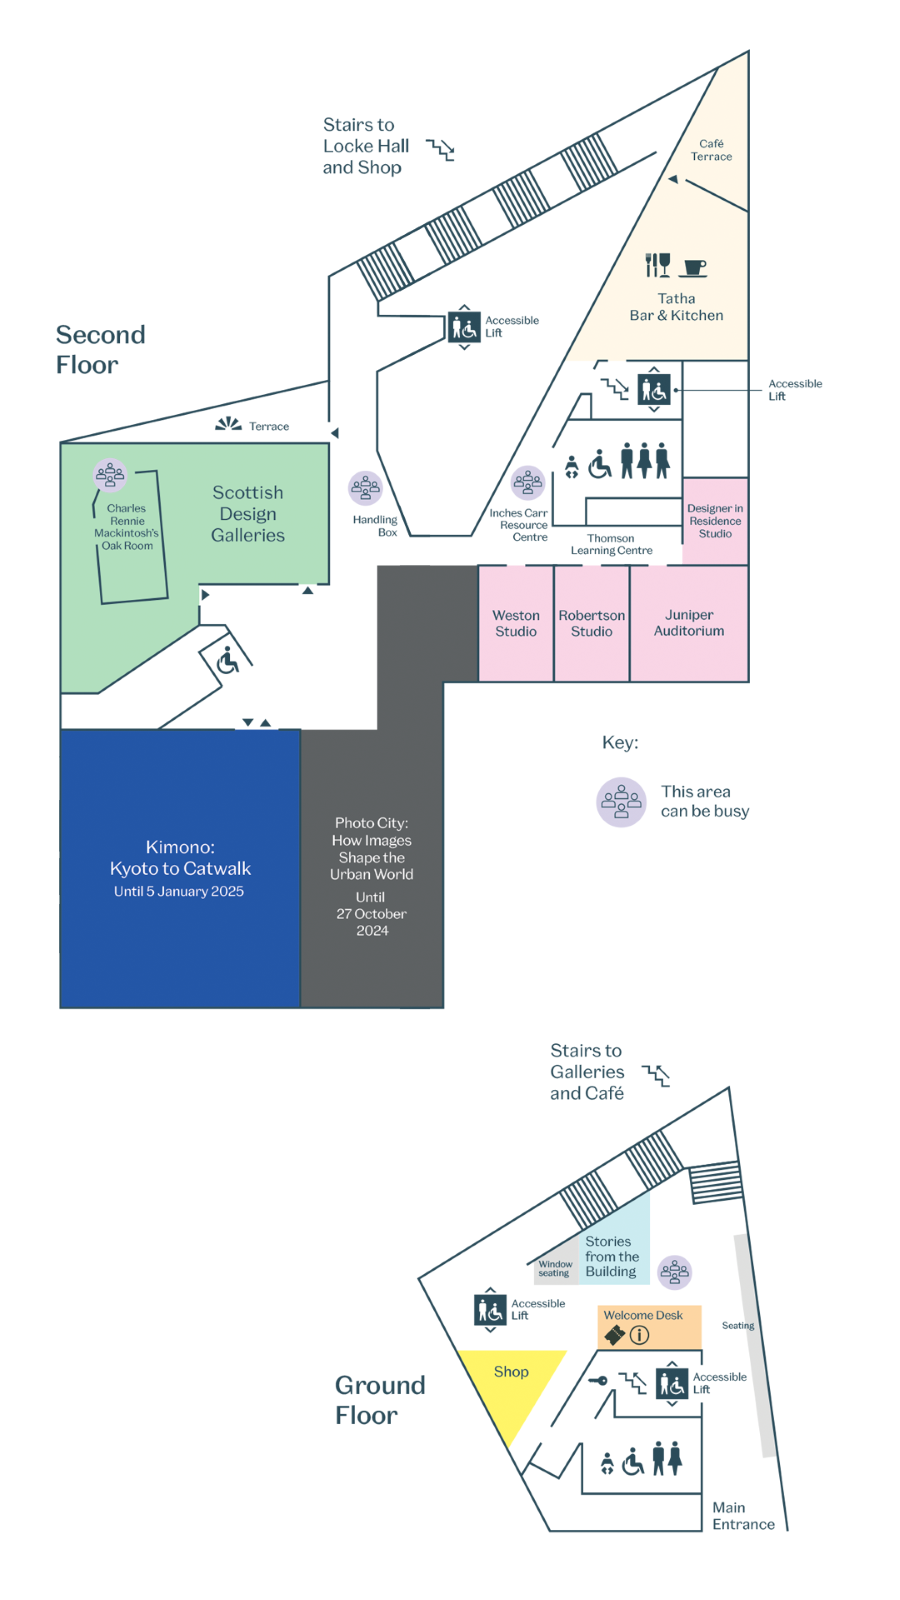 Stairs to
Locke Hall
and Shop
Café
Terrace
Tatha
Bar & Kitchen
Accessible
Lift
Second
Floor
Accessible
Lift
Terrace
Scottish
Design
Galleries
Charles
Rennie
Mackintosh's
Oak Room
Handling
Box
Inches Carr
Resource
Centre
Designer in
Residence
Studio
Thomson
Learning Centre
Weston
Studio
Robertson
Studio
Juniper
Auditorium
Key:
This area
can be busy
Kimono:
Kyoto to Catwalk
Until 5 January 2025
Photo City:
How Images
Shape the
Urban World
Until
27 October
2024
Stairs to
Galleries
and Café
Stories
from the
Building
Window
seating
Accessible
Lift
Welcome Desk
Seating
Shop
Accessible
Lift
Ground
Floor
Main
Entrance